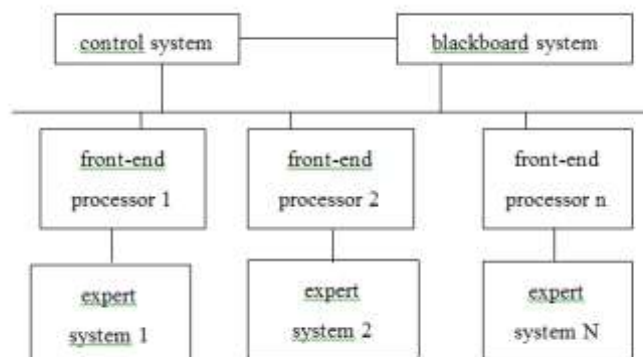 control system
blackboard system
front-end
processor 1
front-end
processor 2
front-end
processor n
expert
system 1
expert
system 2
expert
system N